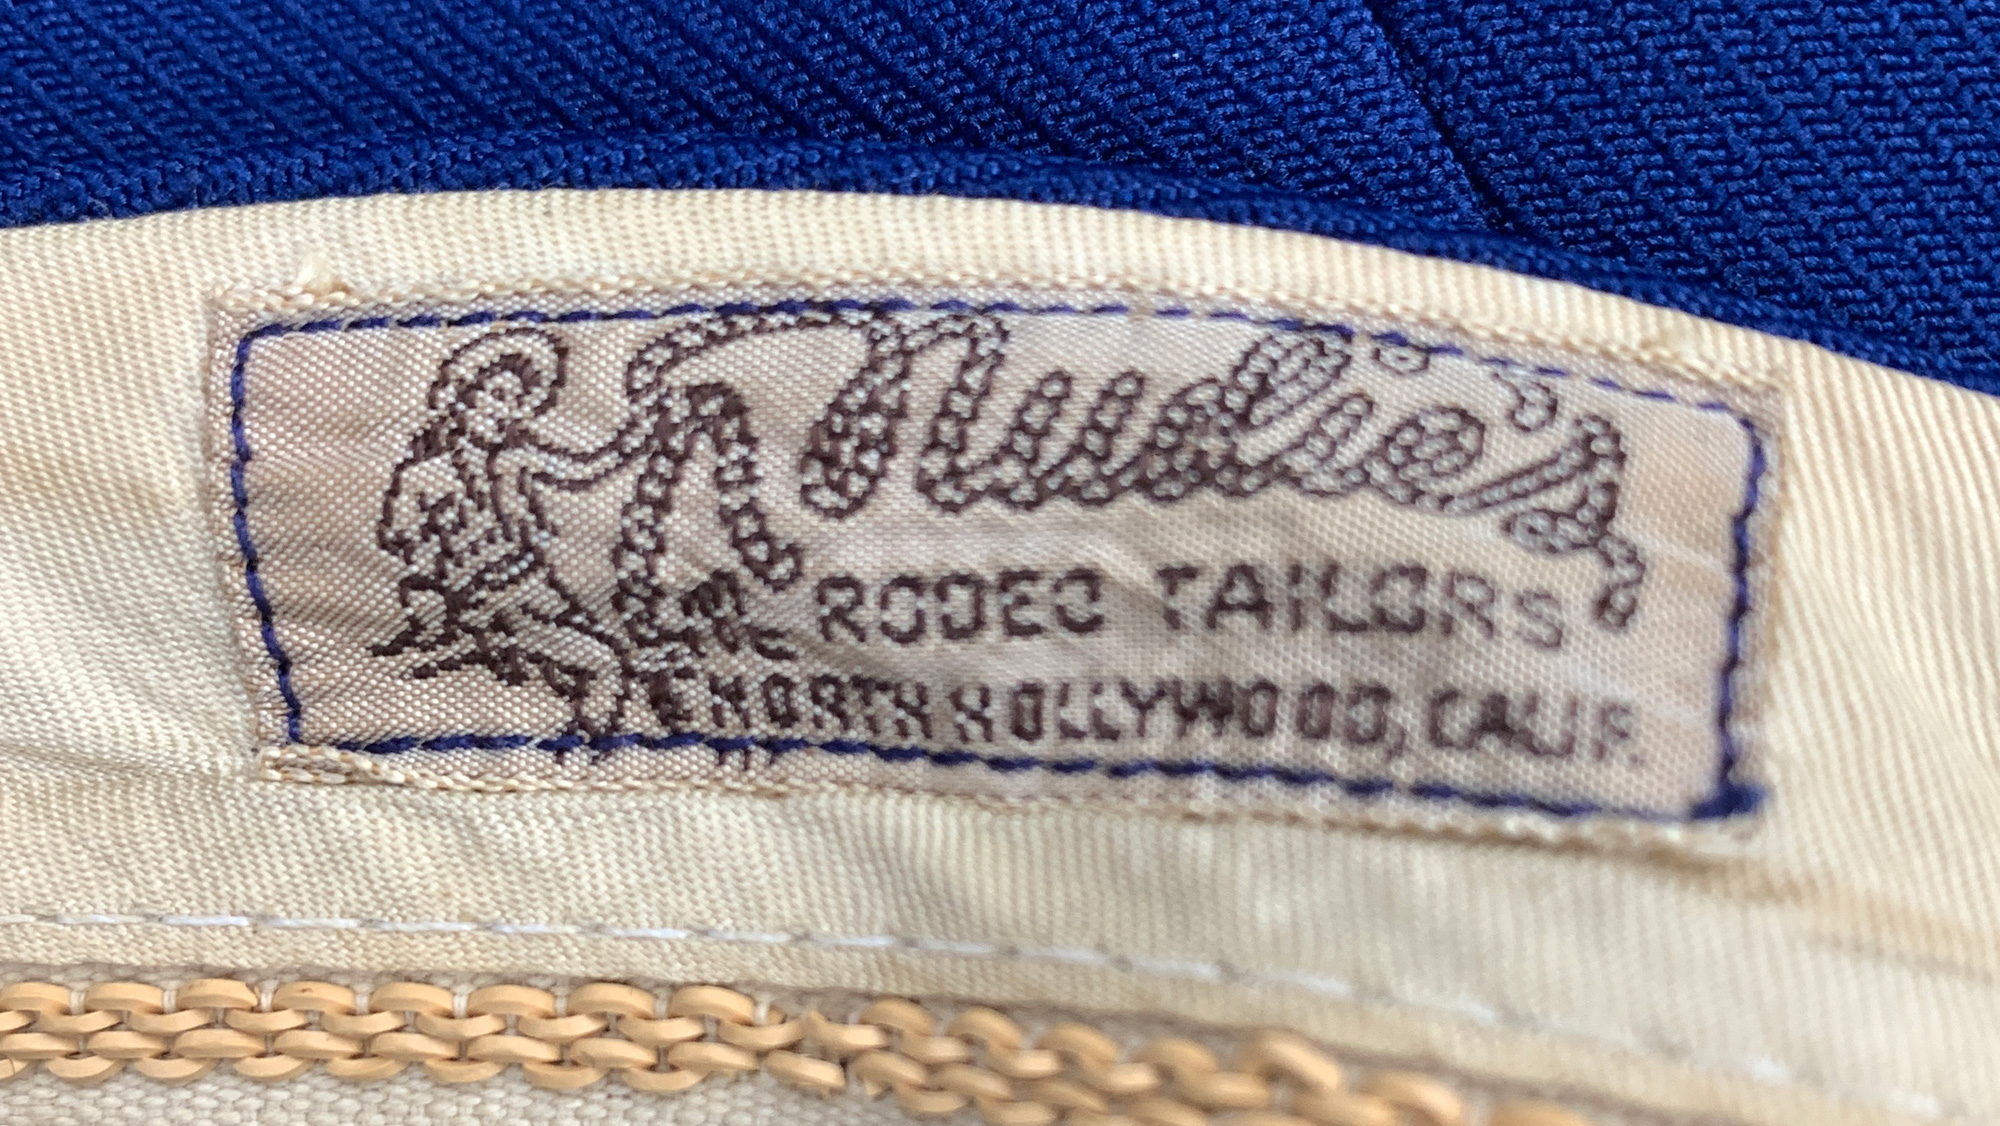 Nudie's
RODEO TAILORS
NORTH HOLLYWOOD, CALIF.